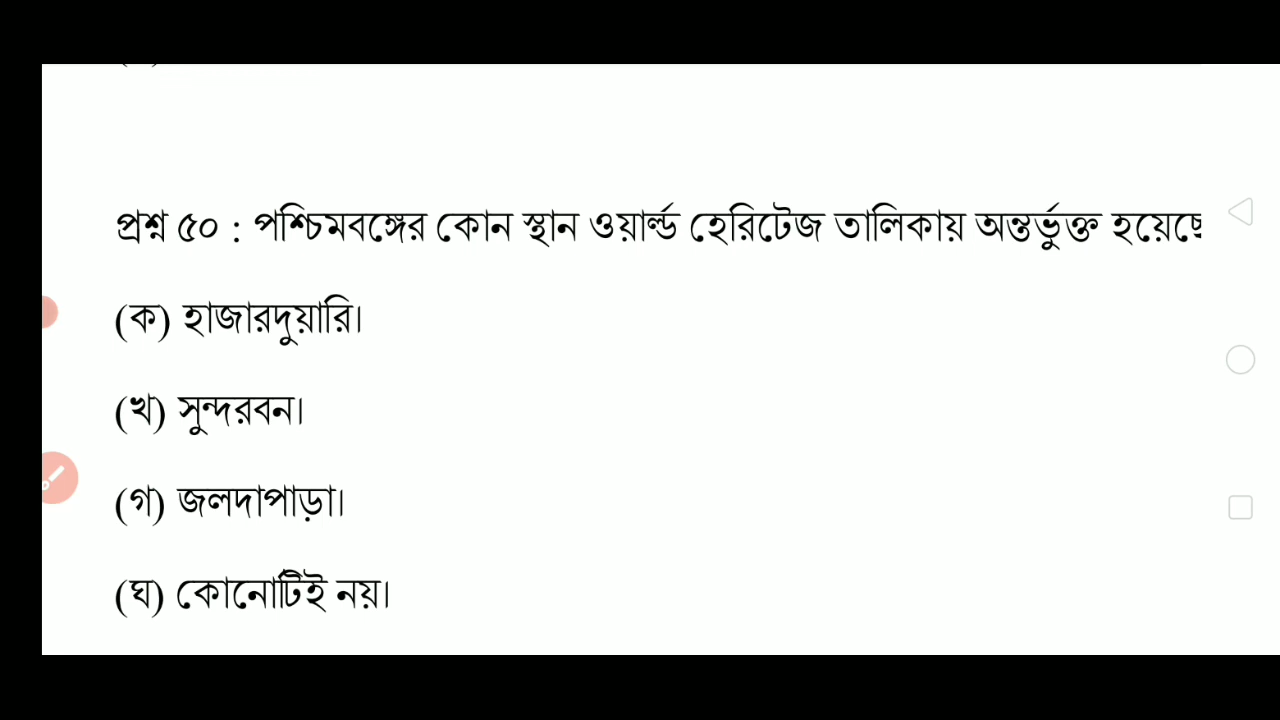 প্রশ্ন ৫০ : পশ্চিমবঙ্গের কোন স্থান ওয়ার্ল্ড হেরিটেজ তালিকায় অন্তর্ভুক্ত হয়েছে
(ক) হাজারদুয়ারি।
(খ) সুন্দরবন।
(গ) জলদাপাড়া।
(ঘ) কোনোটিই নয়।